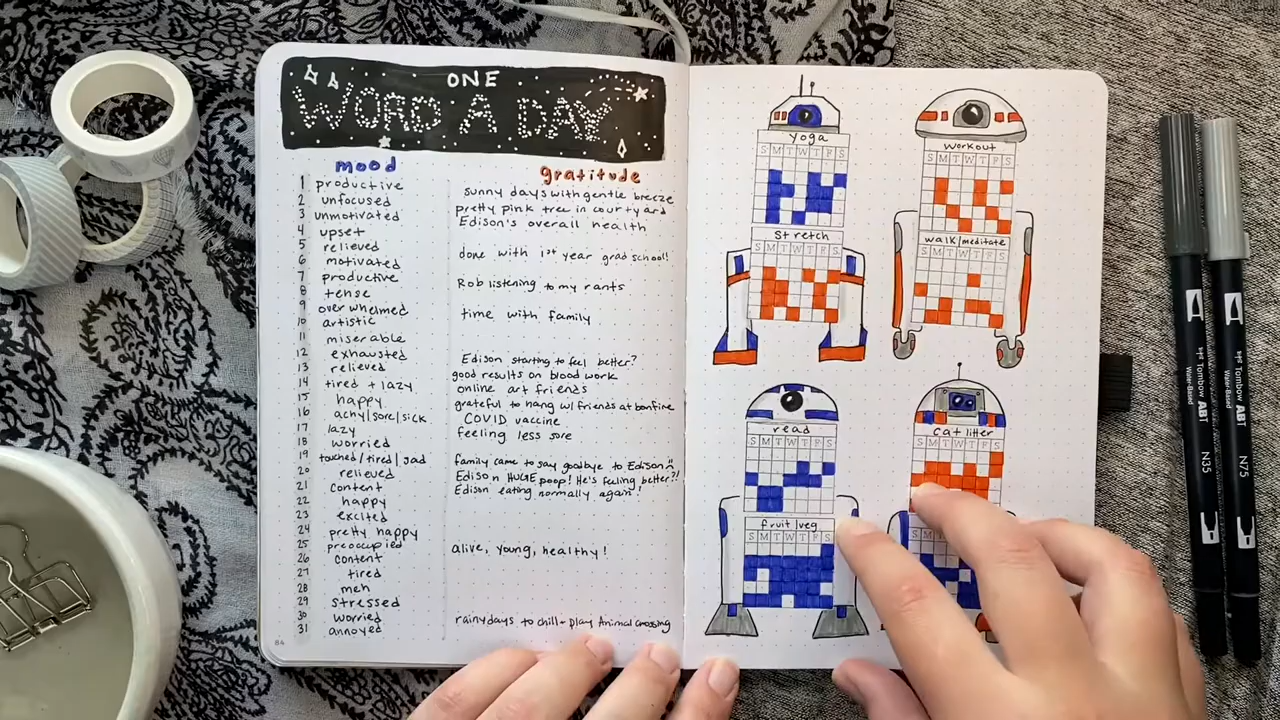 ONE
WORD A DAY
mood
1 productive
2 unfocused
3 unmotivated
4 upset
5 relieved
6 motivated
7 productive
8 tense
9 overwhelmed
10 artistic
11 miserable
12 exhausted
13 relieved
14 tired + lazy
15 happy
16 achy/sore/sick
17 lazy
18 worried
19 touched/tired/sad
20 relieved
21 content
22 happy
23 excited
24 pretty happy
25 preoccupied
26 content
27 tired
28 meh
29 stressed
30 worried
31 annoyed
84
gratitude
sunny days with gentle breeze
pretty pink tree in courtyard
Edison's overall health
done with 1st year grad school!
Rob listening to my rants
time with family
Edison starting to feel better?
good results on blood work
online art friends
grateful to hang w/ friends at bonfire
COVID vaccine
feeling less sore
family came to say goodbye to Edison
Edison HUGE poop! He's feeling better?!
Edison eating normally again!
alive, young, healthy!
rainy days to chill + play Animal Crossing
yoga
S M T W T F S
Stretch
S M T W T F S
workout
S M T W T F S
walk/meditate
S M T W T F S
read
S M T W T F S
fruit/veg
S M T W T F S
cat litter
S M T W T F S
Tombow ABT
Water-Based
N35
Tombow ABT
Water-Based
N75